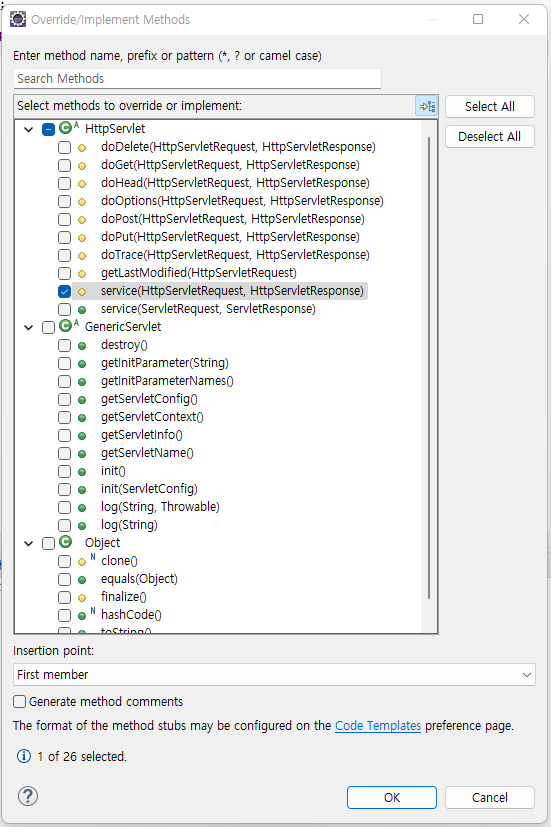 Override/Implement Methods
Enter method name, prefix or pattern (*, ? or camel case)
Search Methods
Select methods to override or implement:
Select All
Deselect All
HttpServlet
doDelete(HttpServletRequest, HttpServletResponse)
doGet(HttpServletRequest, HttpServletResponse)
doHead(HttpServletRequest, HttpServletResponse)
doOptions(HttpServletRequest, HttpServletResponse)
doPost(HttpServletRequest, HttpServletResponse)
doPut(HttpServletRequest, HttpServletResponse)
doTrace(HttpServletRequest, HttpServletResponse)
getLastModified(HttpServletRequest)
service(HttpServletRequest, HttpServletResponse)
service(ServletRequest, ServletResponse)
GenericServlet
destroy()
getInitParameter(String)
getInitParameterNames()
getServletConfig()
getServletContext()
getServletInfo()
getServletName()
init()
init(ServletConfig)
log(String, Throwable)
log(String)
Object
clone()
equals(Object)
finalize()
hashCode()
toString()
Insertion point:
First member
Generate method comments
The format of the method stubs may be configured on the Code Templates preference page.
1 of 26 selected.
OK
Cancel